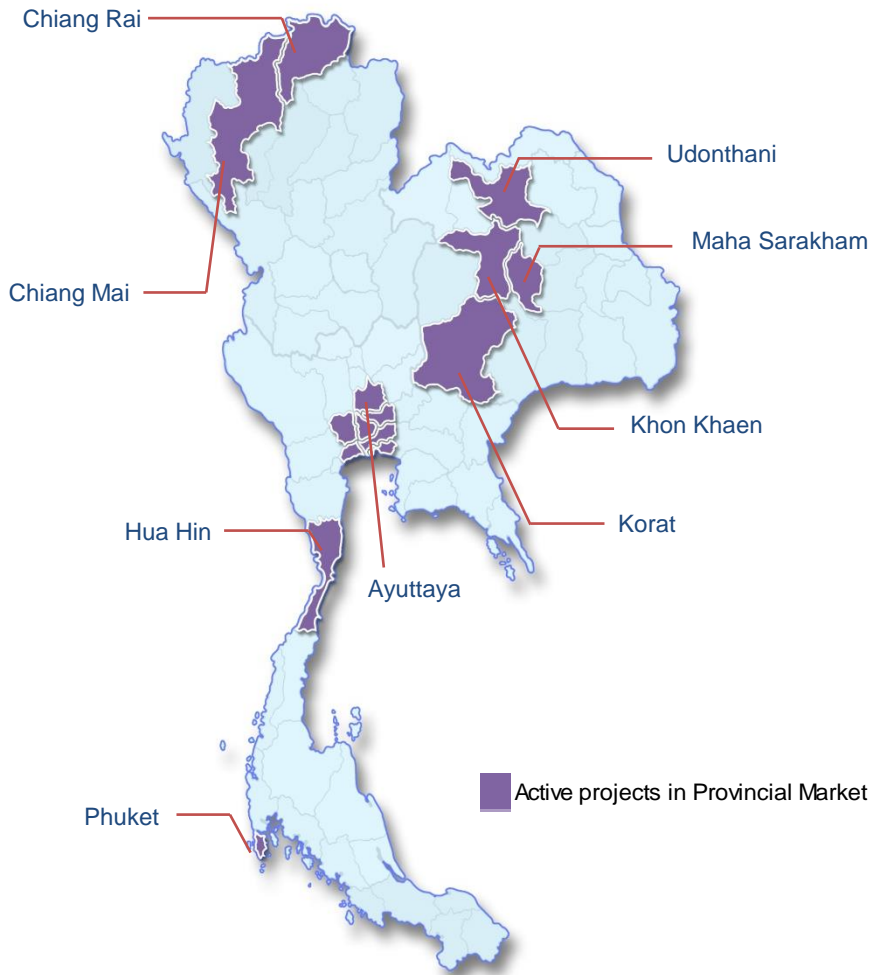 Chiang Rai
Udonthani
Maha Sarakham
Chiang Mai
Khon Khaen
Korat
Hua Hin
Ayuttaya
Active projects in Provincial Market
Phuket